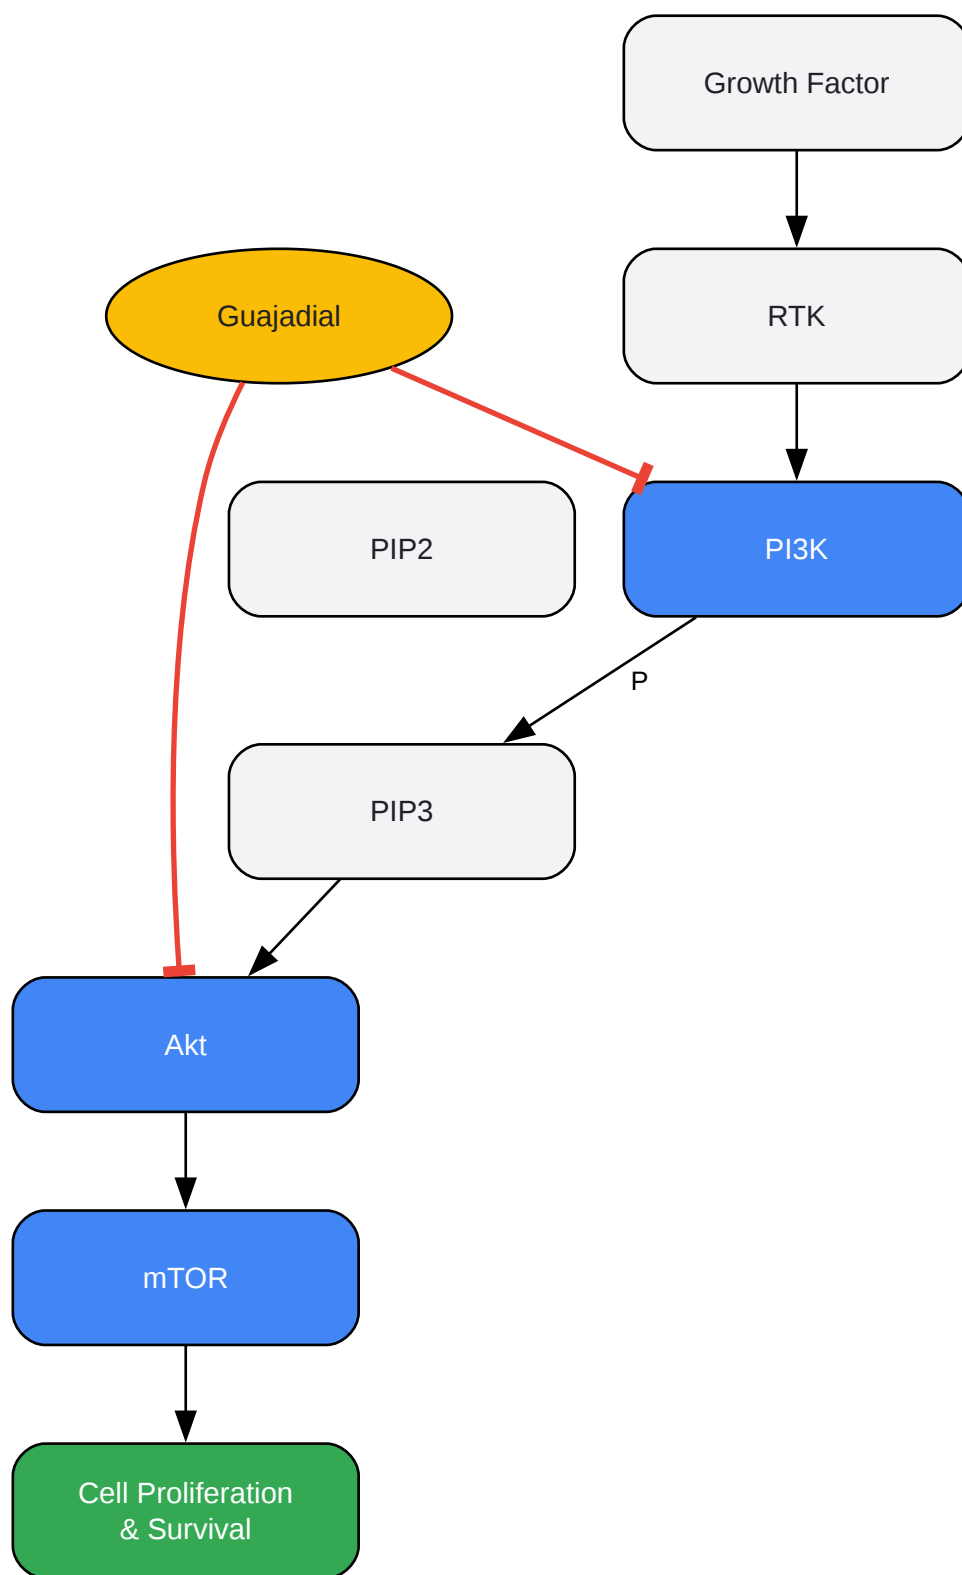 Growth Factor
Guajadial
RTK
PIP2
PI3K
P
PIP3
Akt
mTOR
Cell Proliferation
& Survival